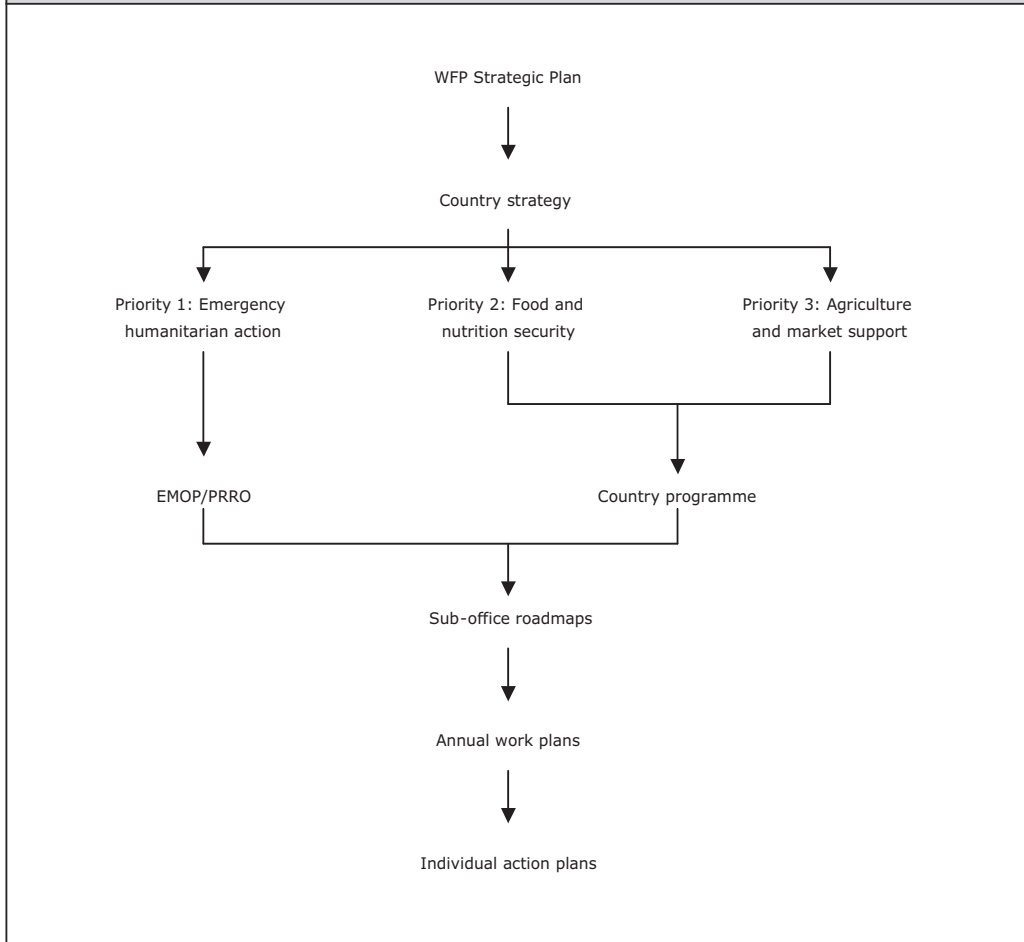 WFP Strategic Plan
Country strategy
Priority 1: Emergency
humanitarian action
Priority 2: Food and
nutrition security
Priority 3: Agriculture
and market support
EMOP/PRRO
Country programme
Sub-office roadmaps
Annual work plans
Individual action plans